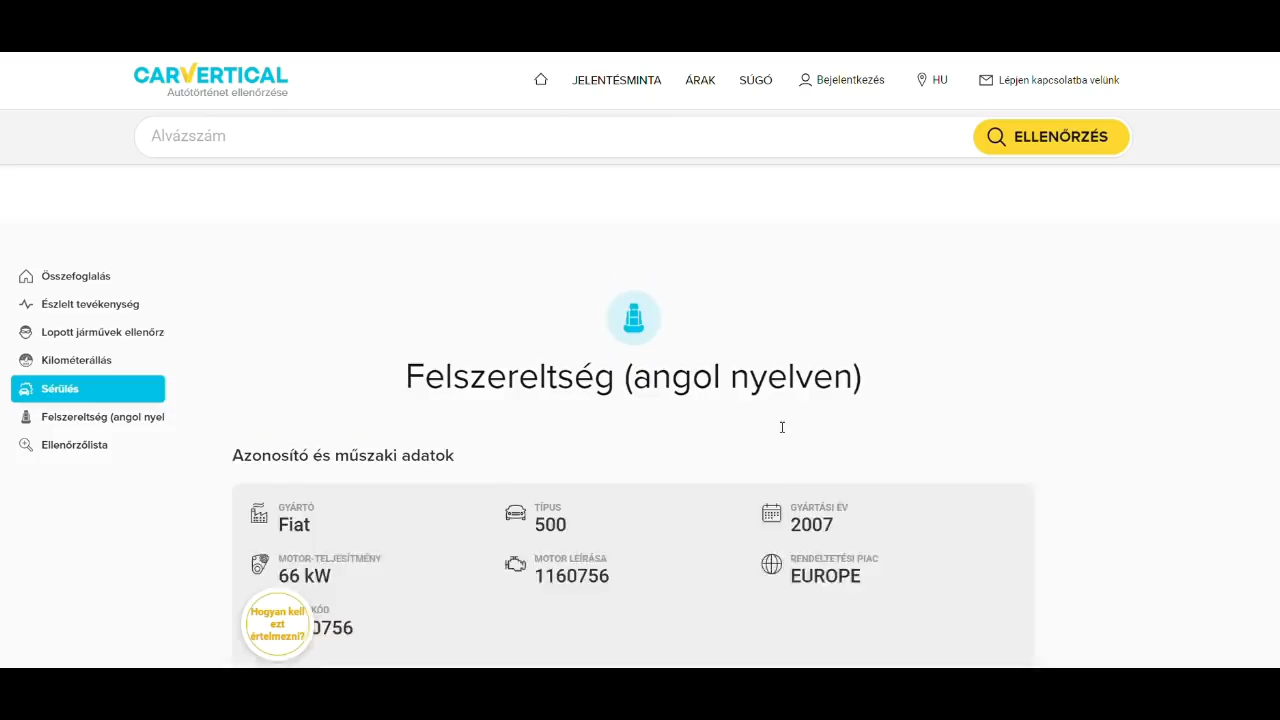 CARVERTICAL
Autótörténet ellenőrzése
JELENTÉSMINTA
ÁRAK
SÚGÓ
Bejelentkezés
HU
Lépjen kapcsolatba velünk
Alvázszám
ELLENŐRZÉS
Összefoglalás
Észlelt tevékenység
Lopott járművek ellenőrz
Kilométerállás
Sérülés
Felszereltség (angol nyel
Ellenőrzőlista
Felszereltség (angol nyelven)
Azonosító és műszaki adatok
GYÁRTÓ
Fiat
TÍPUS
500
GYÁRTÁSI ÉV
2007
MOTOR-TELJESÍTMÉNY
66 kW
MOTOR LEÍRÁSA
1160756
RENDELTETÉSI PIAC
EUROPE
KÓD
0756
Hogyan kell
ezt
értelmezni?